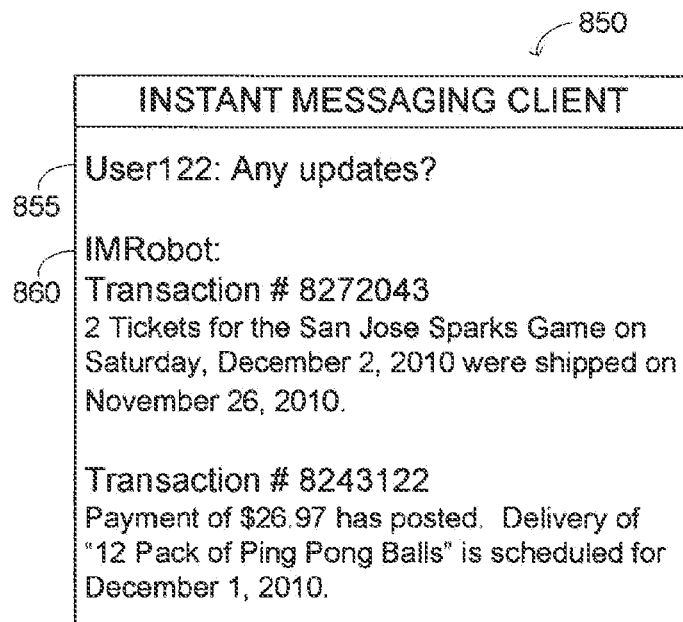 850
INSTANT MESSAGING CLIENT
User122: Any updates?
855
IMRobot:
860
Transaction # 8272043
2 Tickets for the San Jose Sparks Game on
Saturday, December 2, 2010 were shipped on
November 26, 2010.
Transaction # 8243122
Payment of $26.97 has posted. Delivery of
"12 Pack of Ping Pong Balls" is scheduled for
December 1, 2010.